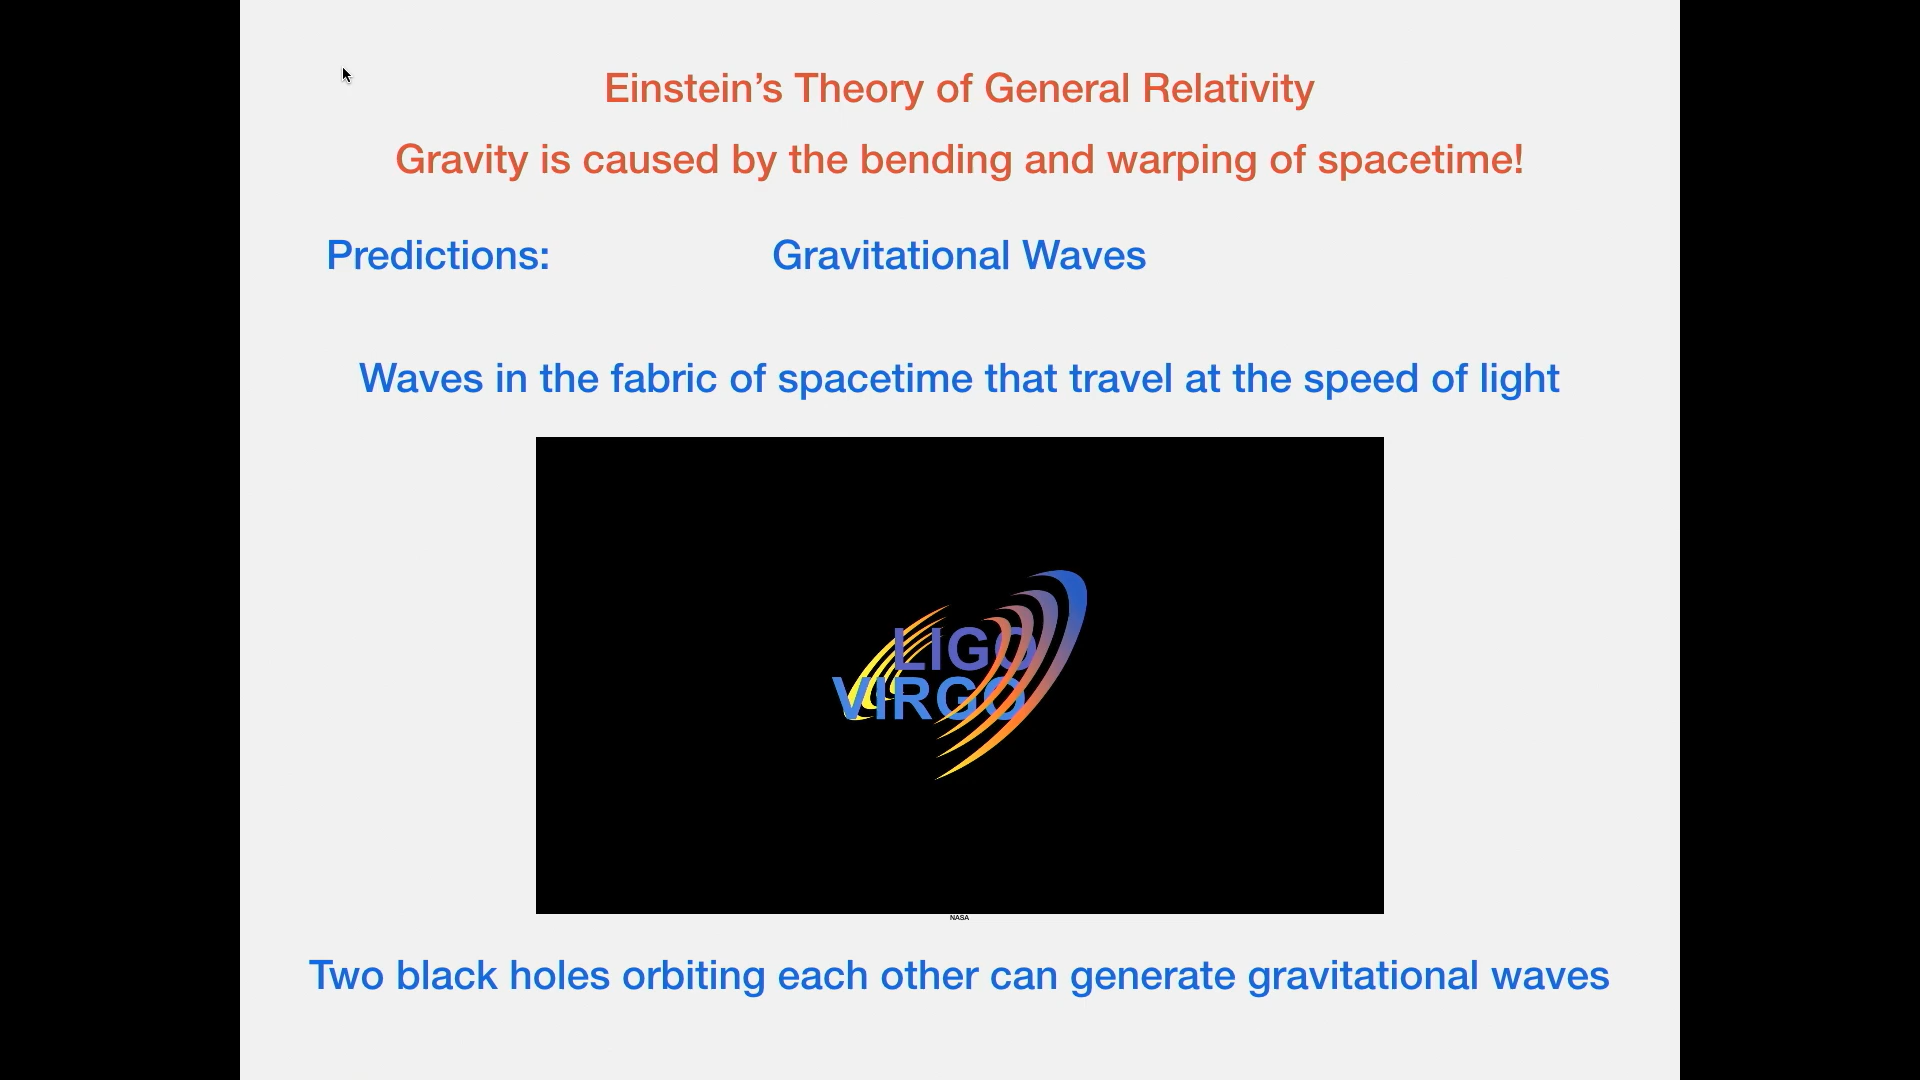 Einstein’s Theory of General Relativity
Gravity is caused by the bending and warping of spacetime!
Predictions: Gravitational Waves
Waves in the fabric of spacetime that travel at the speed of light
LIGO
VIRGO
NASA
Two black holes orbiting each other can generate gravitational waves